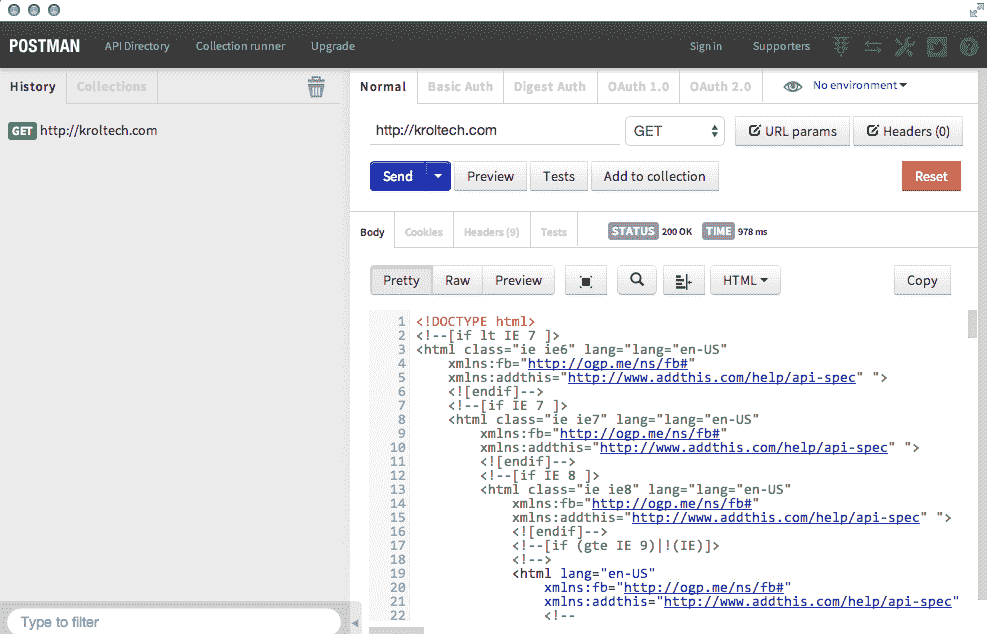 POSTMAN API Directory Collection runner Upgrade Sign in Supporters
History Collections Normal Basic Auth Digest Auth OAuth 1.0 OAuth 2.0 No environment
GET http://kroltech.com
http://kroltech.com GET URL params Headers (0)
Send Preview Tests Add to collection Reset
Body Cookies Headers (9) Tests STATUS 200 OK TIME 978 ms
Pretty Raw Preview HTML Copy
1 <!DOCTYPE html>
2 <!--[if lt IE 7 ]>
3 <html class="ie ie6" lang="lang="en-US"
4 xmlns:fb="http://ogp.me/ns/fb#"
5 xmlns:addthis="http://www.addthis.com/help/api-spec" ">
6 <![endif]-->
7 <!--[if IE 7 ]>
8 <html class="ie ie7" lang="lang="en-US"
9 xmlns:fb="http://ogp.me/ns/fb#"
10 xmlns:addthis="http://www.addthis.com/help/api-spec" ">
11 <![endif]-->
12 <!--[if IE 8 ]>
13 <html class="ie ie8" lang="lang="en-US"
14 xmlns:fb="http://ogp.me/ns/fb#"
15 xmlns:addthis="http://www.addthis.com/help/api-spec" ">
16 <![endif]-->
17 <!--[if (gte IE 9)|!(IE)]>
18 <!-->
19 <html lang="en-US"
20 xmlns:fb="http://ogp.me/ns/fb#"
21 xmlns:addthis="http://www.addthis.com/help/api-spec"
22 <!--
Type to filter